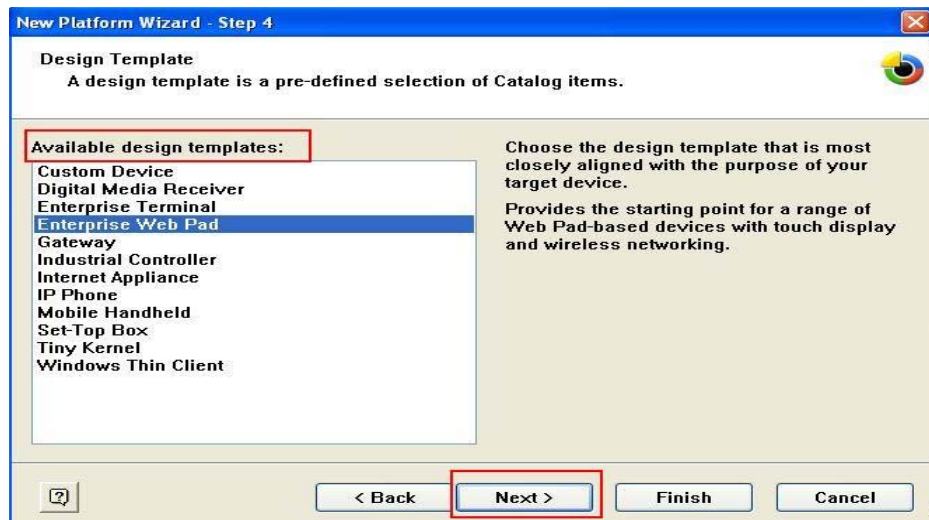 New Platform Wizard - Step 4
Design Template
A design template is a pre-defined selection of Catalog items.
Available design templates:
Custom Device
Digital Media Receiver
Enterprise Terminal
Enterprise Web Pad
Gateway
Industrial Controller
Internet Appliance
IP Phone
Mobile Handheld
Set-Top Box
Tiny Kernel
Windows Thin Client
Choose the design template that is most
closely aligned with the purpose of your
target device.
Provides the starting point for a range of
Web Pad-based devices with touch display
and wireless networking.
?
< Back
Next >
Finish
Cancel